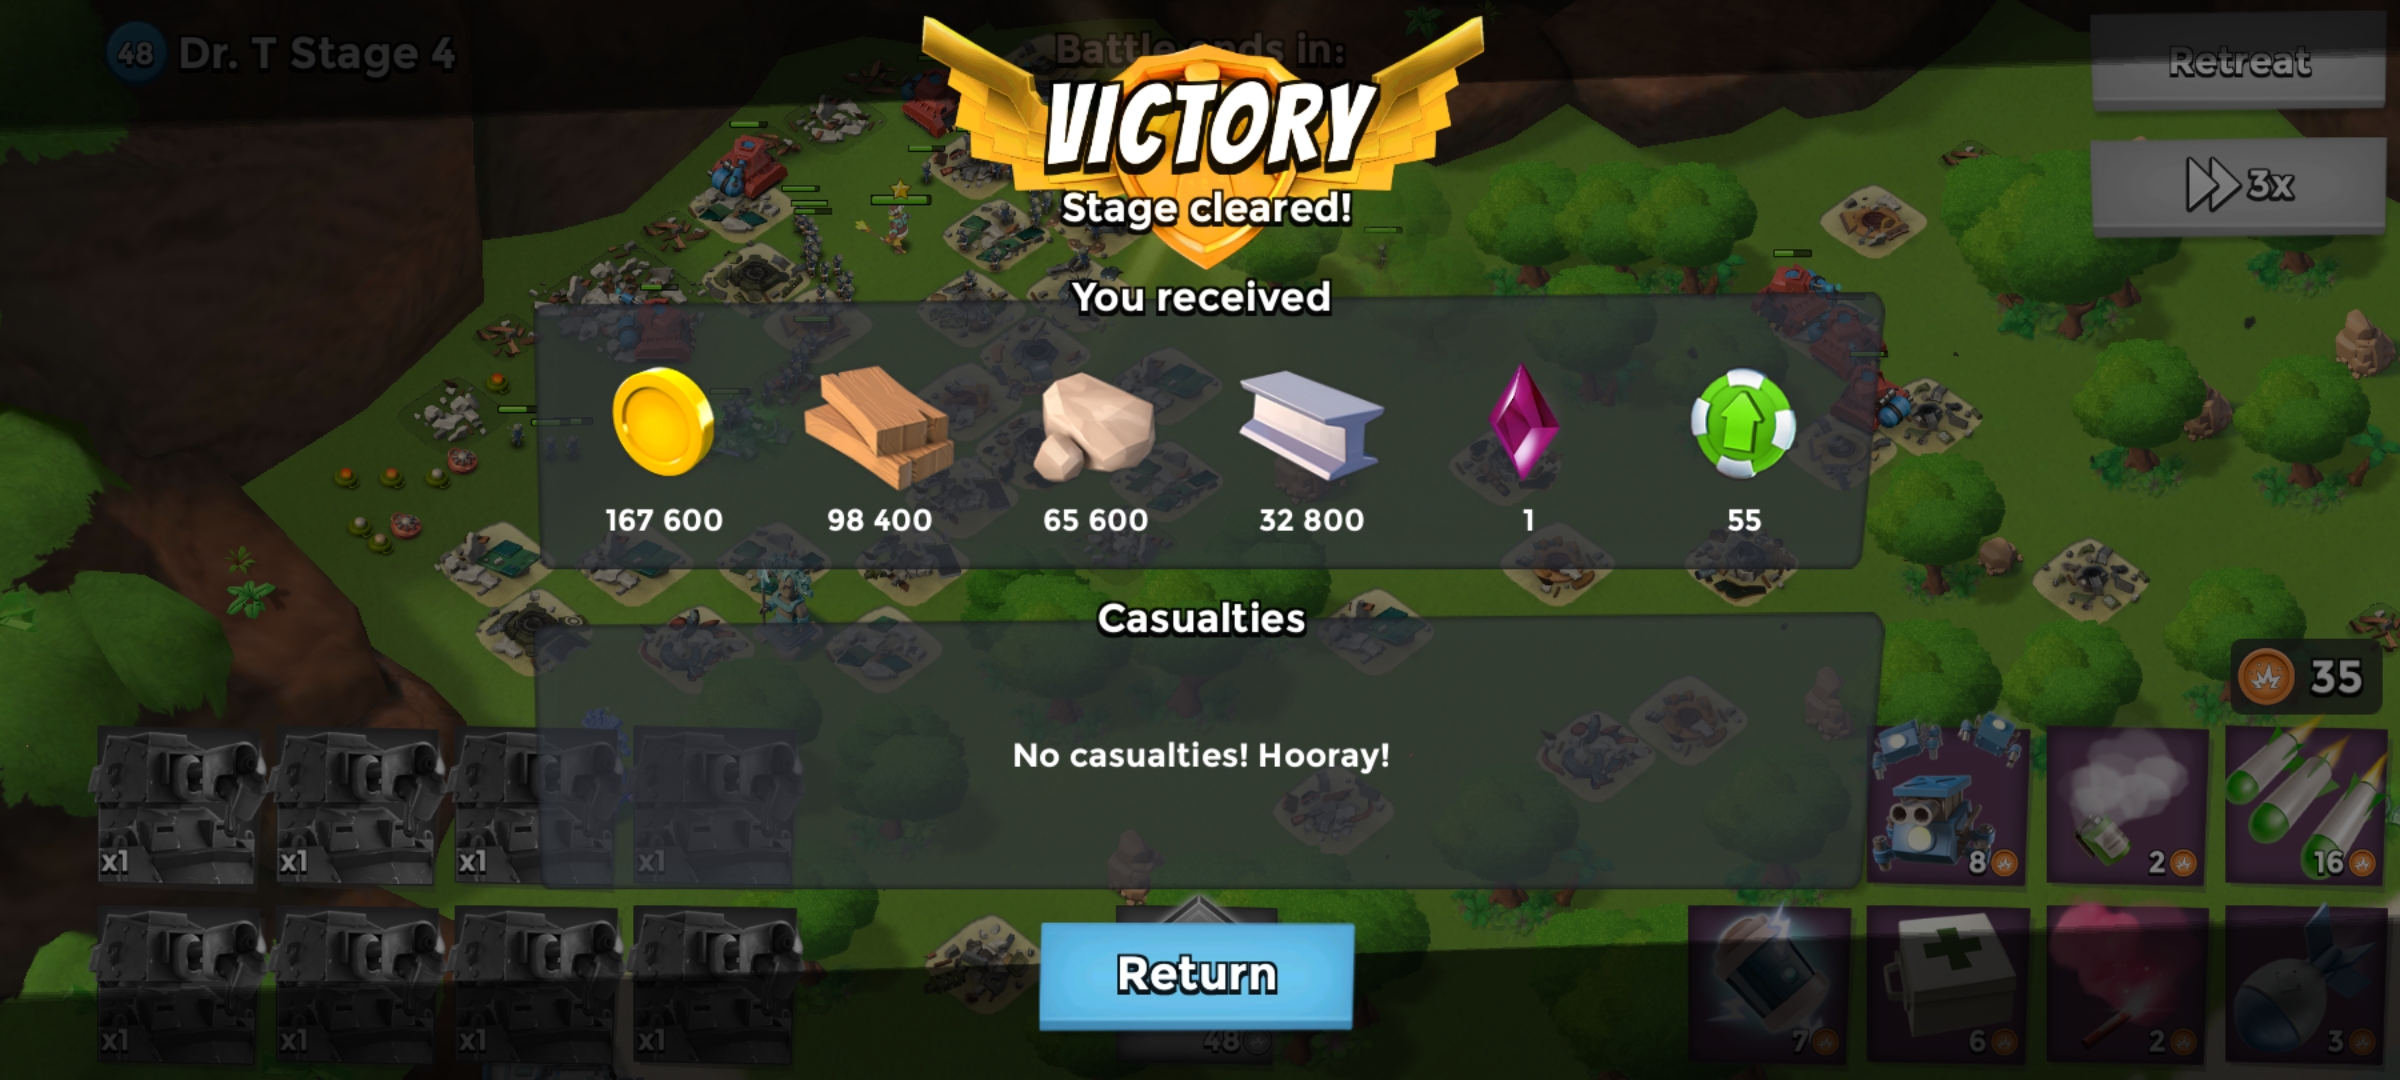 48 Dr. T Stage 4
Battle ends in:
Retreat
VICTORY
3x
Stage cleared!
You received
167 600
98 400
65 600
32 800
1
55
Casualties
No casualties! Hooray!
35
x1
x1
x1
x1
8
2
16
Return
x1
x1
x1
x1
48
7
6
2
3